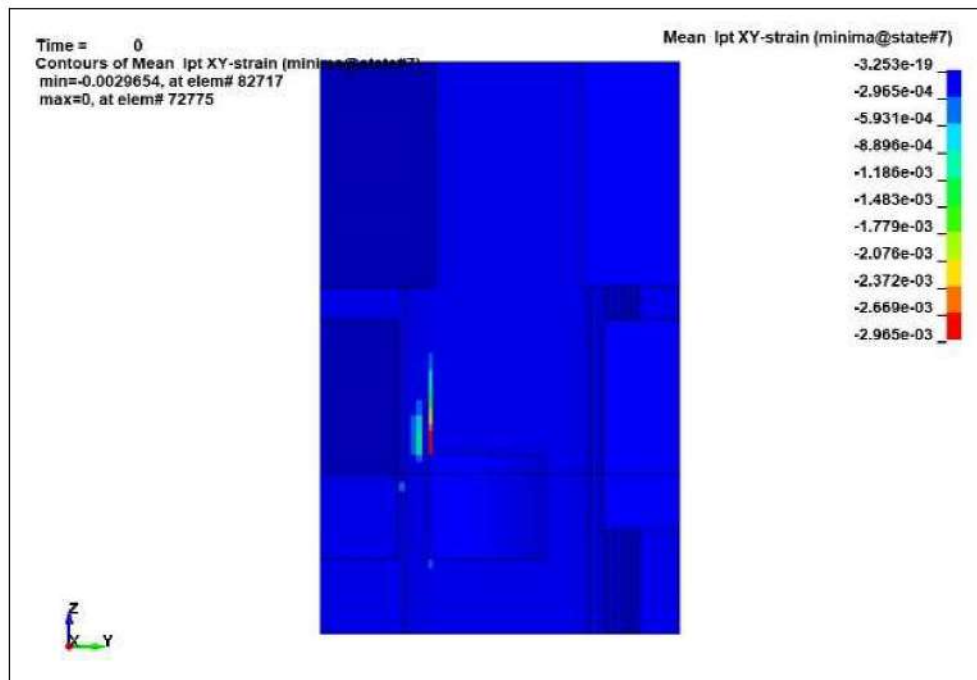 Time =        0
Contours of Mean Ipt XY-strain (minima@state#7)
min=-0.0029654, at elem# 82717
max=0, at elem# 72775
Mean Ipt XY-strain (minima@state#7)
-3.253e-19
-2.965e-04
-5.931e-04
-8.896e-04
-1.186e-03
-1.483e-03
-1.779e-03
-2.076e-03
-2.372e-03
-2.669e-03
-2.965e-03
Z
X Y